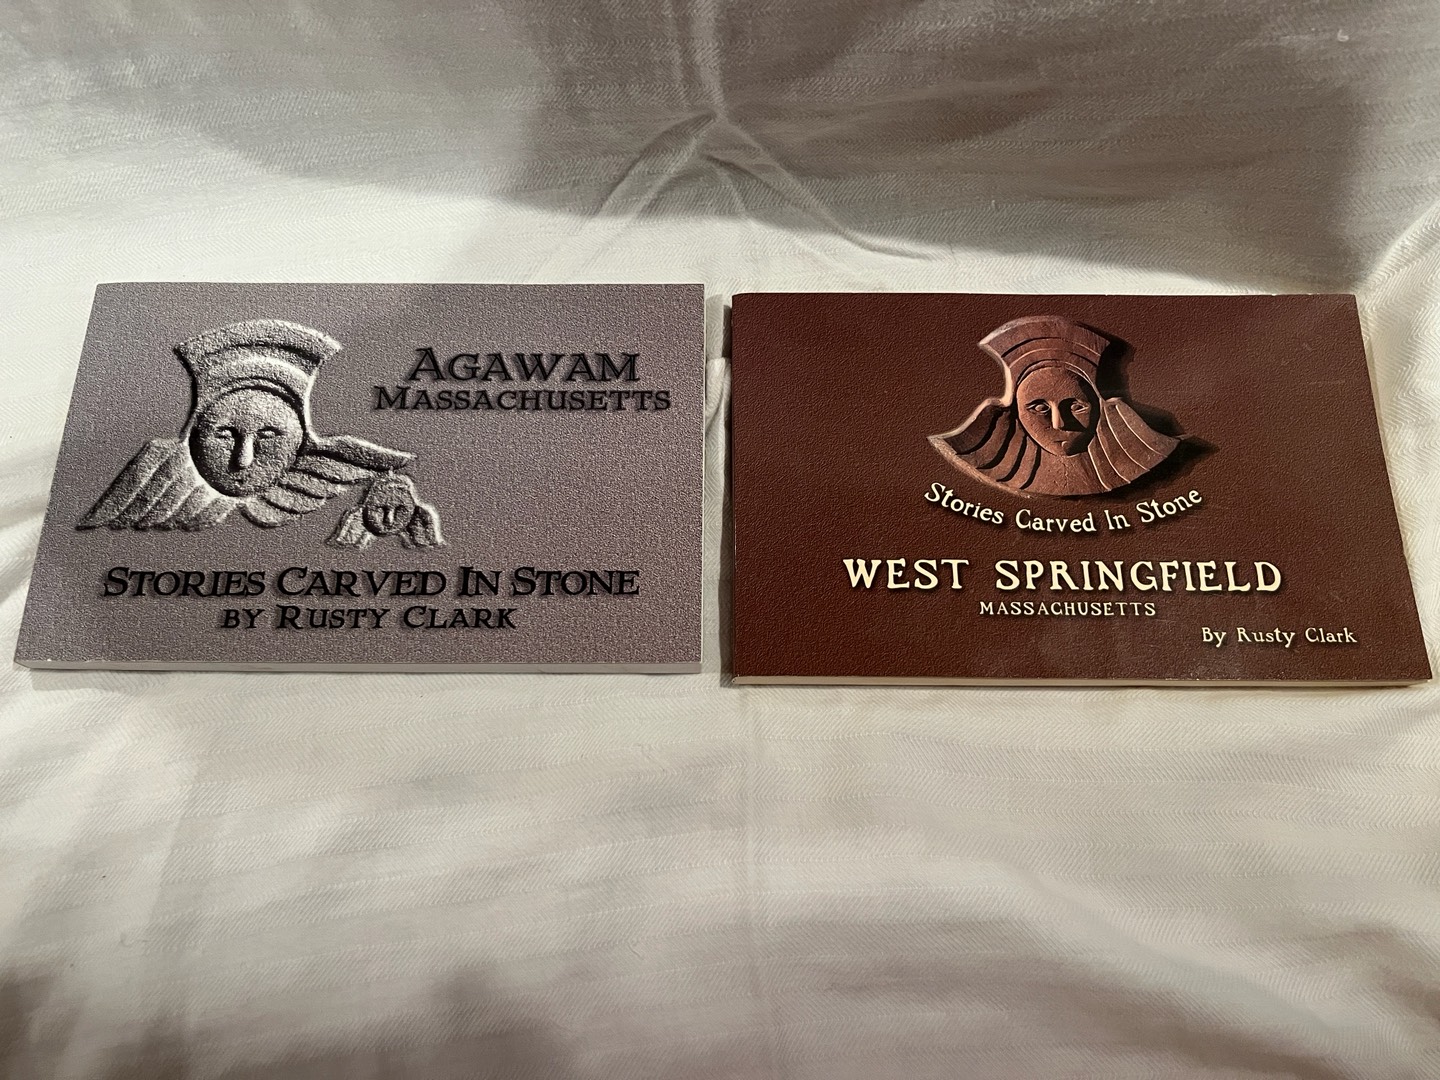 AGAWAM
MASSACHUSETTS
STORIES CARVED IN STONE
BY RUSTY CLARK
Stories Carved In Stone
WEST SPRINGFIELD
MASSACHUSETTS
By Rusty Clark